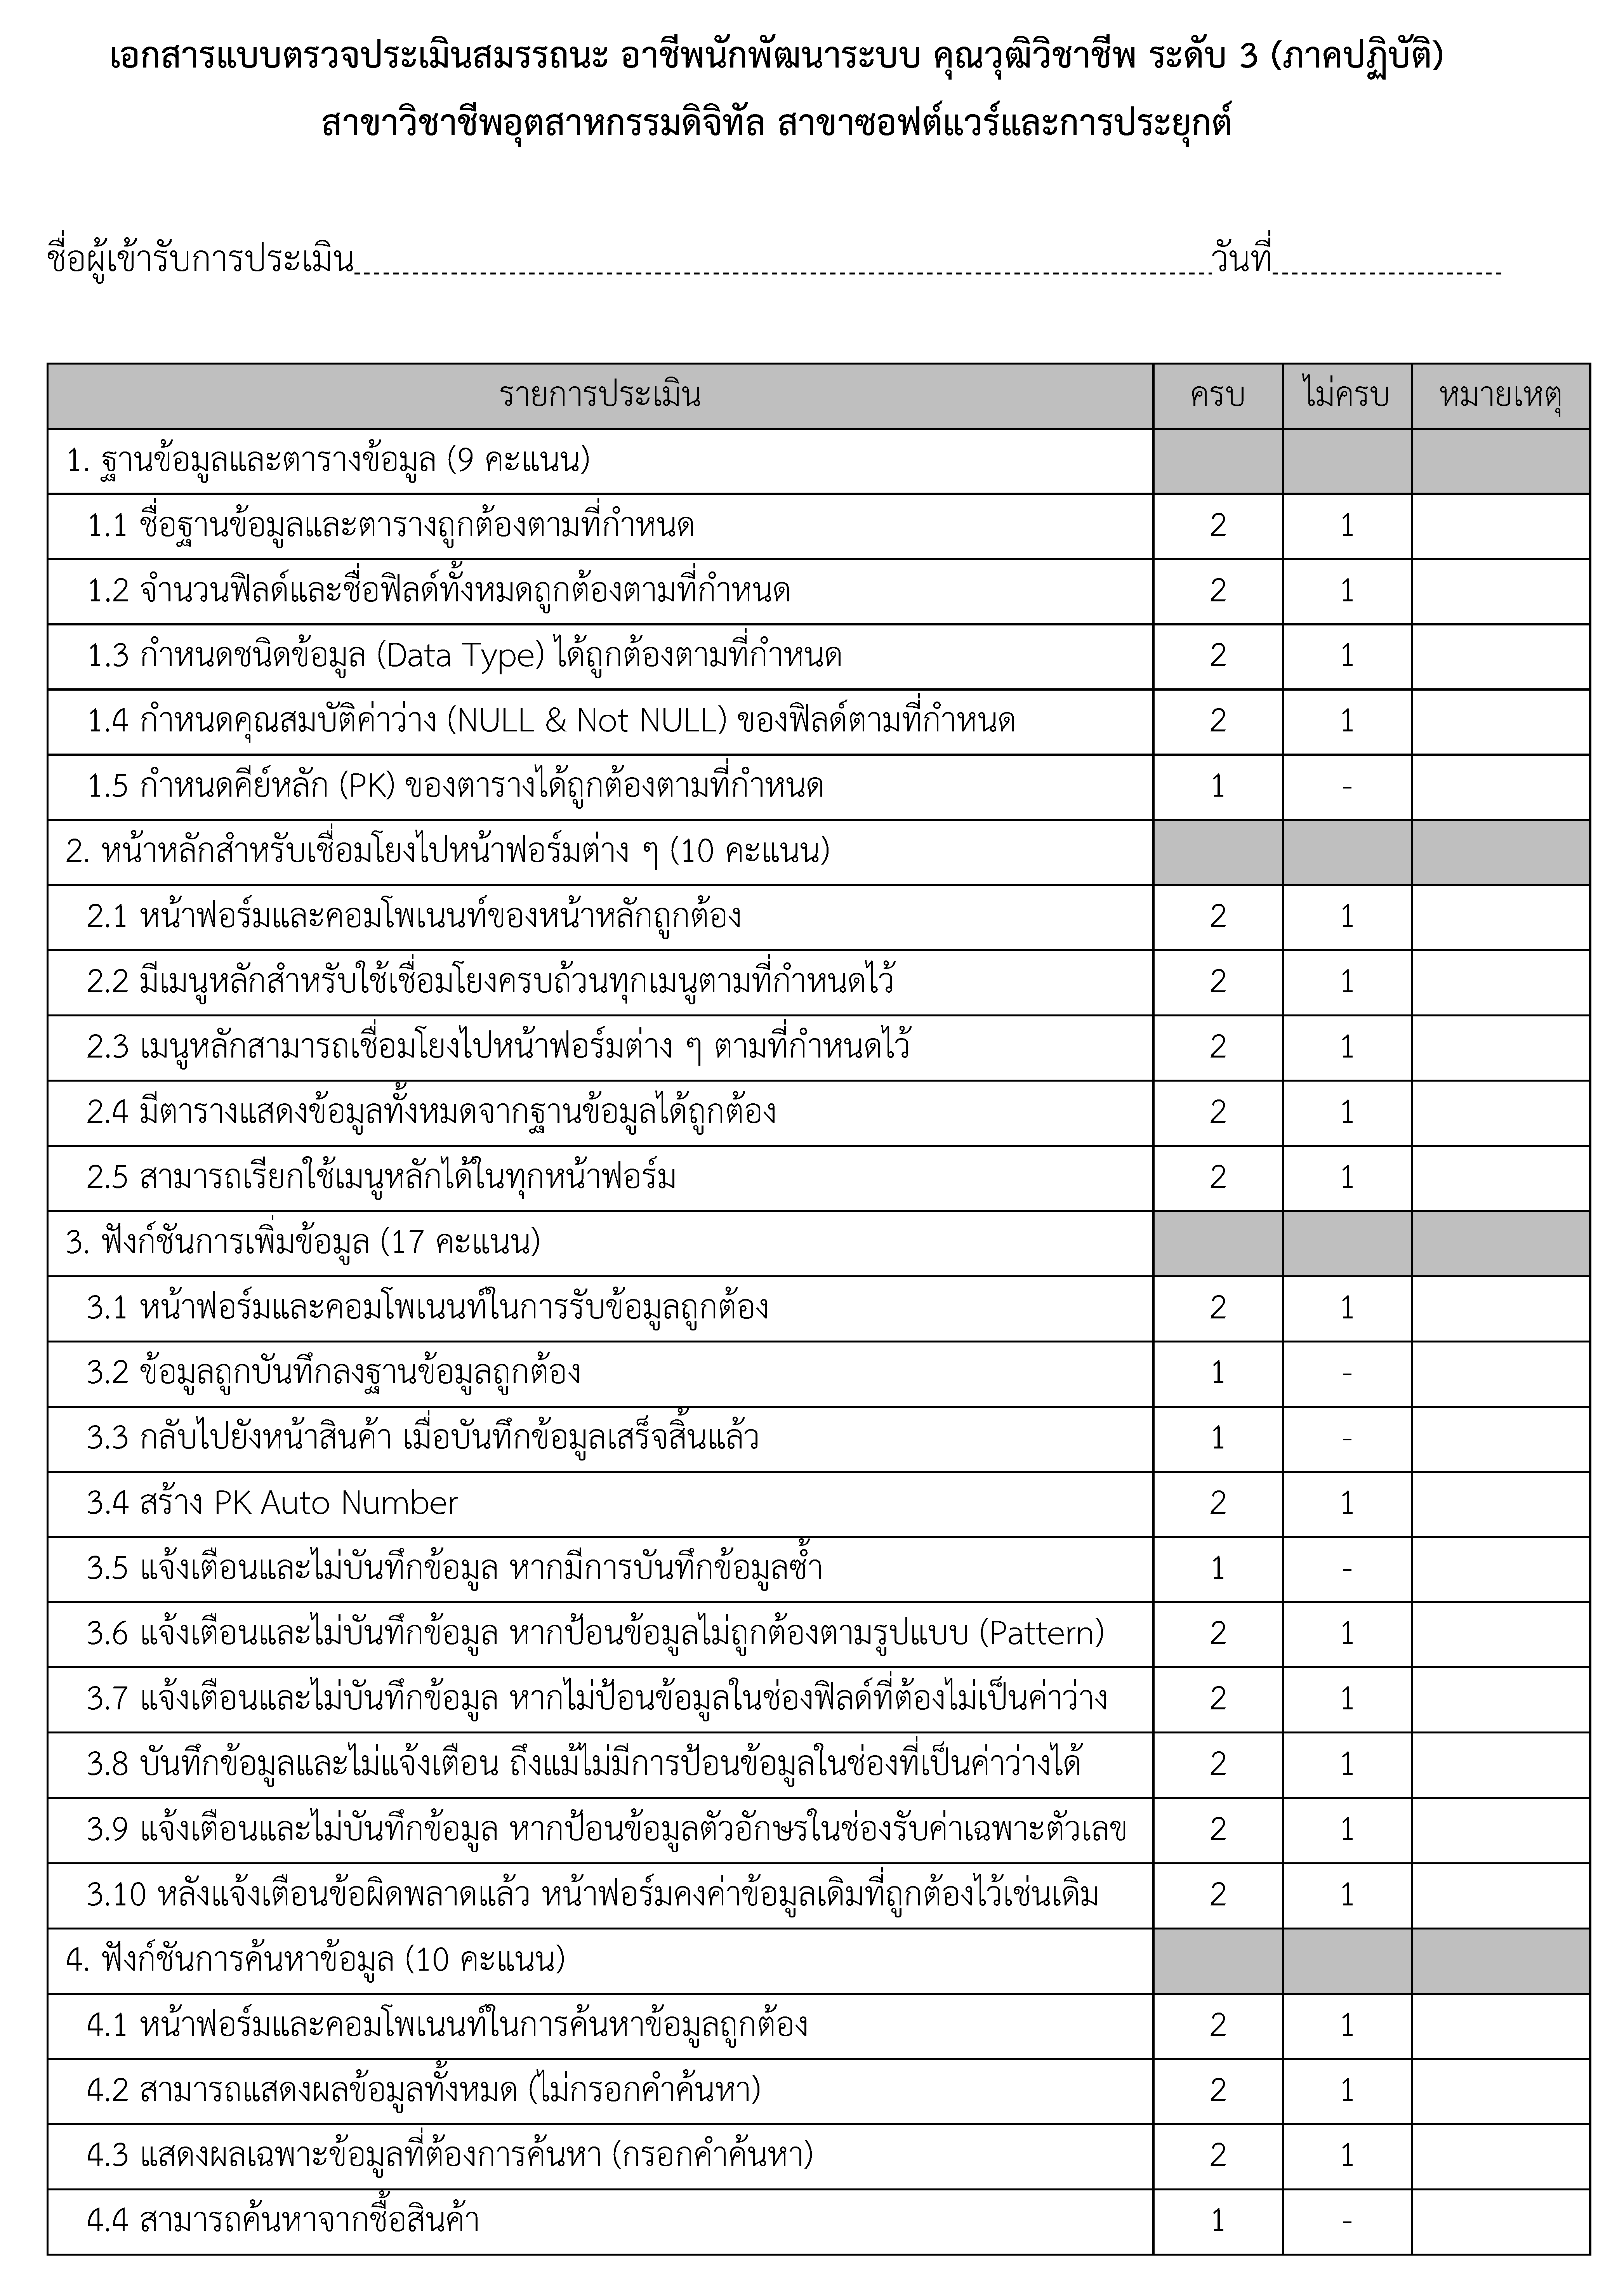 เอกสารแบบตรวจประเมินสมรรถนะ อาชีพนักพัฒนาระบบ คุณวุฒิวิชาชีพ ระดับ 3 (ภาคปฏิบัติ)
สาขาวิชาชีพอุตสาหกรรมดิจิทัล สาขาซอฟต์แวร์และการประยุกต์
ชื่อผู้เข้ารับการประเมิน วันที่
รายการประเมิน ครบ ไม่ครบ หมายเหตุ
1. ฐานข้อมูลและตารางข้อมูล (9 คะแนน)
1.1 ชื่อฐานข้อมูลและตารางถูกต้องตามที่กำหนด 2 1
1.2 จำนวนฟิลด์และชื่อฟิลด์ทั้งหมดถูกต้องตามที่กำหนด 2 1
1.3 กำหนดชนิดข้อมูล (Data Type) ได้ถูกต้องตามที่กำหนด 2 1
1.4 กำหนดคุณสมบัติค่าว่าง (NULL & Not NULL) ของฟิลด์ตามที่กำหนด 2 1
1.5 กำหนดคีย์หลัก (PK) ของตารางได้ถูกต้องตามที่กำหนด 1 -
2. หน้าหลักสำหรับเชื่อมโยงไปหน้าฟอร์มต่าง ๆ (10 คะแนน)
2.1 หน้าฟอร์มและคอมโพเนนท์ของหน้าหลักถูกต้อง 2 1
2.2 มีเมนูหลักสำหรับใช้เชื่อมโยงครบถ้วนทุกเมนูตามที่กำหนดไว้ 2 1
2.3 เมนูหลักสามารถเชื่อมโยงไปหน้าฟอร์มต่าง ๆ ตามที่กำหนดไว้ 2 1
2.4 มีตารางแสดงข้อมูลทั้งหมดจากฐานข้อมูลได้ถูกต้อง 2 1
2.5 สามารถเรียกใช้เมนูหลักได้ในทุกหน้าฟอร์ม 2 1
3. ฟังก์ชันการเพิ่มข้อมูล (17 คะแนน)
3.1 หน้าฟอร์มและคอมโพเนนท์ในการรับข้อมูลถูกต้อง 2 1
3.2 ข้อมูลถูกบันทึกลงฐานข้อมูลถูกต้อง 1 -
3.3 กลับไปยังหน้าสินค้า เมื่อบันทึกข้อมูลเสร็จสิ้นแล้ว 1 -
3.4 สร้าง PK Auto Number 2 1
3.5 แจ้งเตือนและไม่บันทึกข้อมูล หากมีการบันทึกข้อมูลซ้ำ 1 -
3.6 แจ้งเตือนและไม่บันทึกข้อมูล หากป้อนข้อมูลไม่ถูกต้องตามรูปแบบ (Pattern) 2 1
3.7 แจ้งเตือนและไม่บันทึกข้อมูล หากไม่ป้อนข้อมูลในช่องฟิลด์ที่ต้องไม่เป็นค่าว่าง 2 1
3.8 บันทึกข้อมูลและไม่แจ้งเตือน ถึงแม้ไม่มีการป้อนข้อมูลในช่องที่เป็นค่าว่างได้ 2 1
3.9 แจ้งเตือนและไม่บันทึกข้อมูล หากป้อนข้อมูลตัวอักษรในช่องรับค่าเฉพาะตัวเลข 2 1
3.10 หลังแจ้งเตือนข้อผิดพลาดแล้ว หน้าฟอร์มคงค่าข้อมูลเดิมที่ถูกต้องไว้เช่นเดิม 2 1
4. ฟังก์ชันการค้นหาข้อมูล (10 คะแนน)
4.1 หน้าฟอร์มและคอมโพเนนท์ในการค้นหาข้อมูลถูกต้อง 2 1
4.2 สามารถแสดงผลข้อมูลทั้งหมด (ไม่กรอกคำค้นหา) 2 1
4.3 แสดงผลเฉพาะข้อมูลที่ต้องการค้นหา (กรอกคำค้นหา) 2 1
4.4 สามารถค้นหาจากชื้อสินค้า 1 -